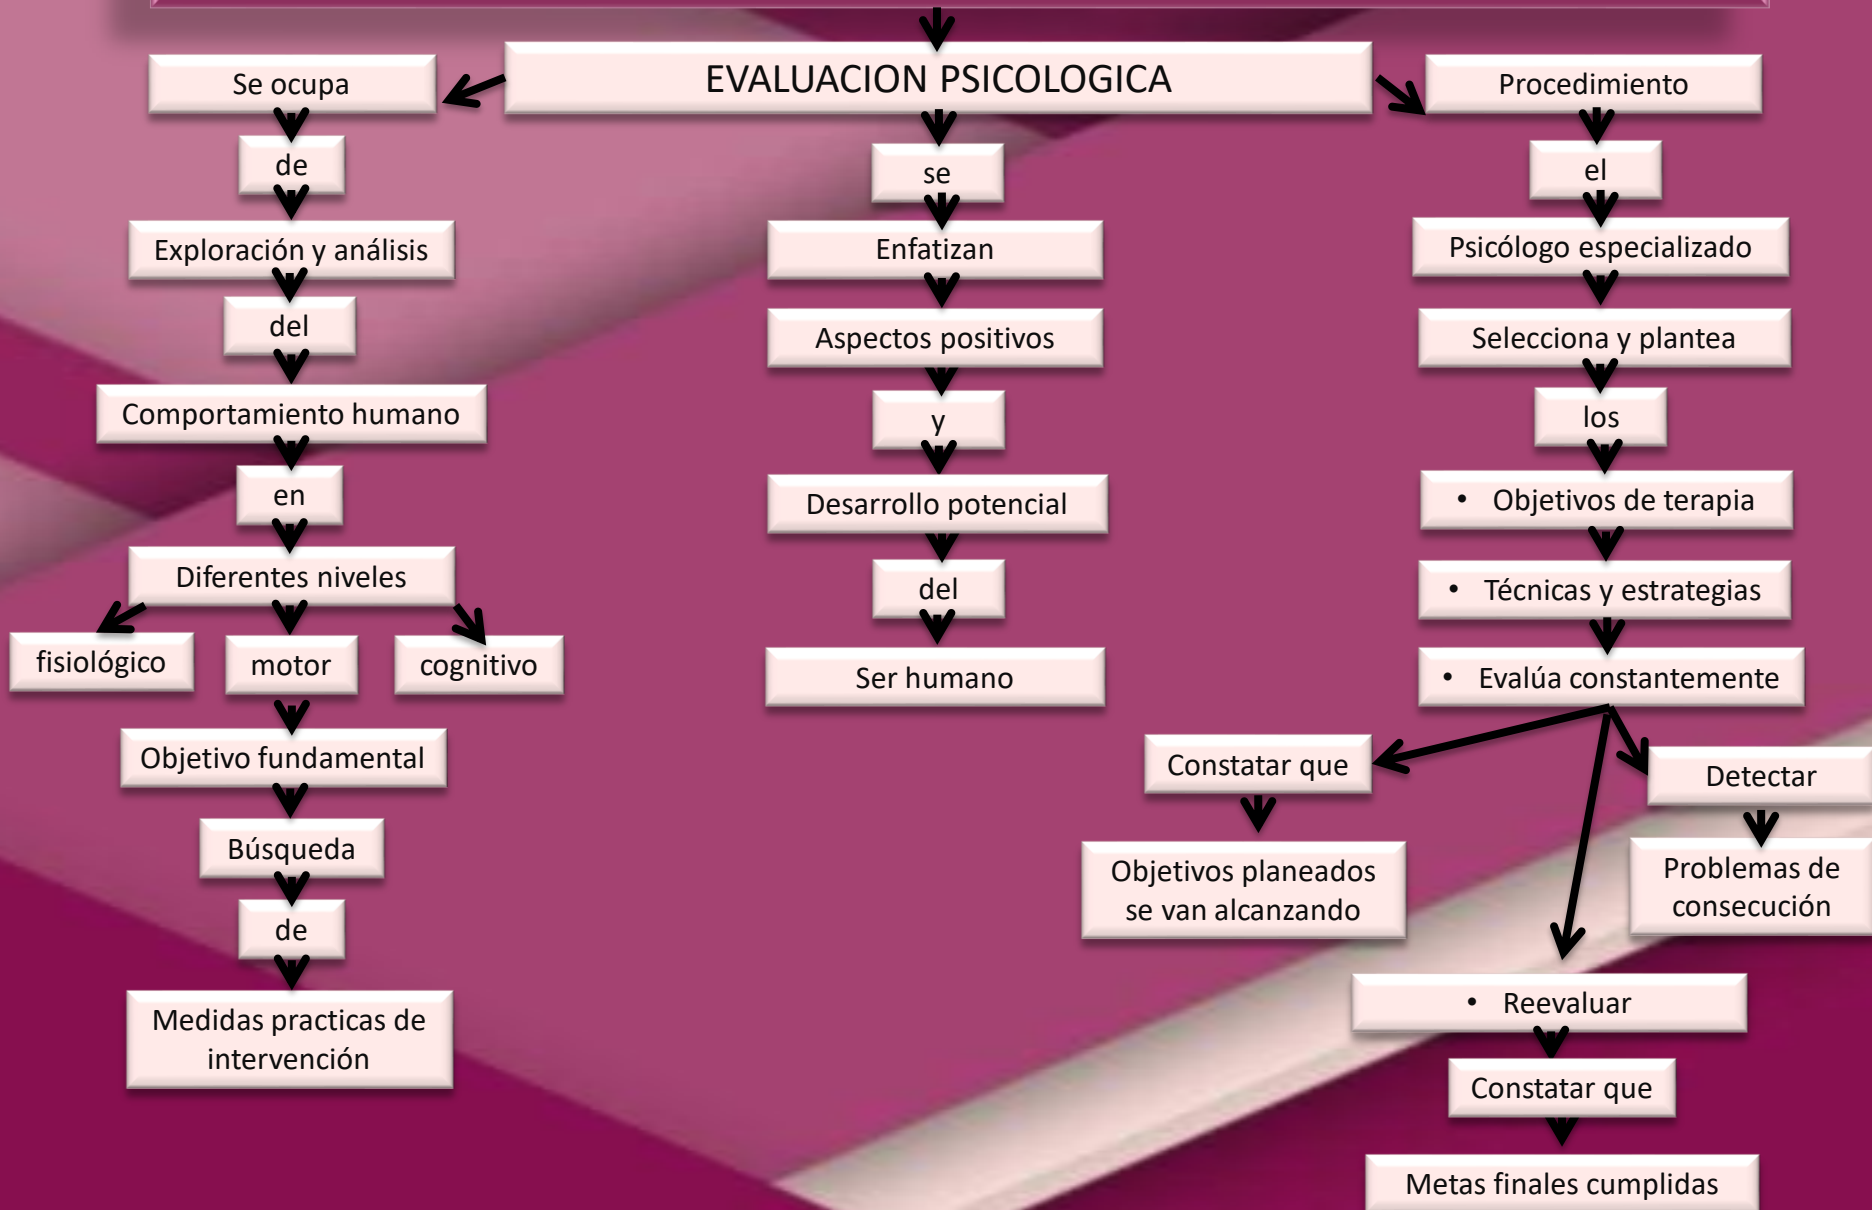 EVALUACION PSICOLOGICA
Se ocupa
de
Exploración y análisis
del
Comportamiento humano
en
Diferentes niveles
fisiológico
motor
cognitivo
Objetivo fundamental
Búsqueda
de
Medidas practicas de
intervención
se
Enfatizan
Aspectos positivos
y
Desarrollo potencial
del
Ser humano
Procedimiento
el
Psicólogo especializado
Selecciona y plantea
los
• Objetivos de terapia
• Técnicas y estrategias
• Evalúa constantemente
Constatar que
Objetivos planeados
se van alcanzando
Detectar
Problemas de
consecución
• Reevaluar
Constatar que
Metas finales cumplidas